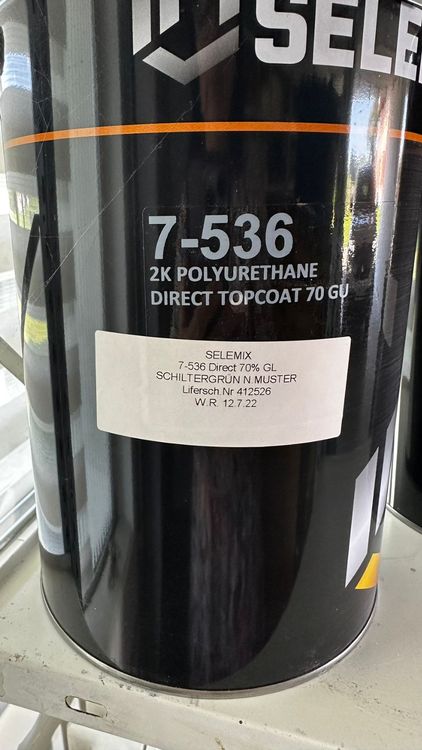 SELE
7-536
2K POLYURETHANE
DIRECT TOPCOAT 70 GU
SELEMIX
7-536 Direct 70% GL
SCHILTERGRÜN N.MUSTER
Lifersch.Nr 412526
W.R. 12.7.22